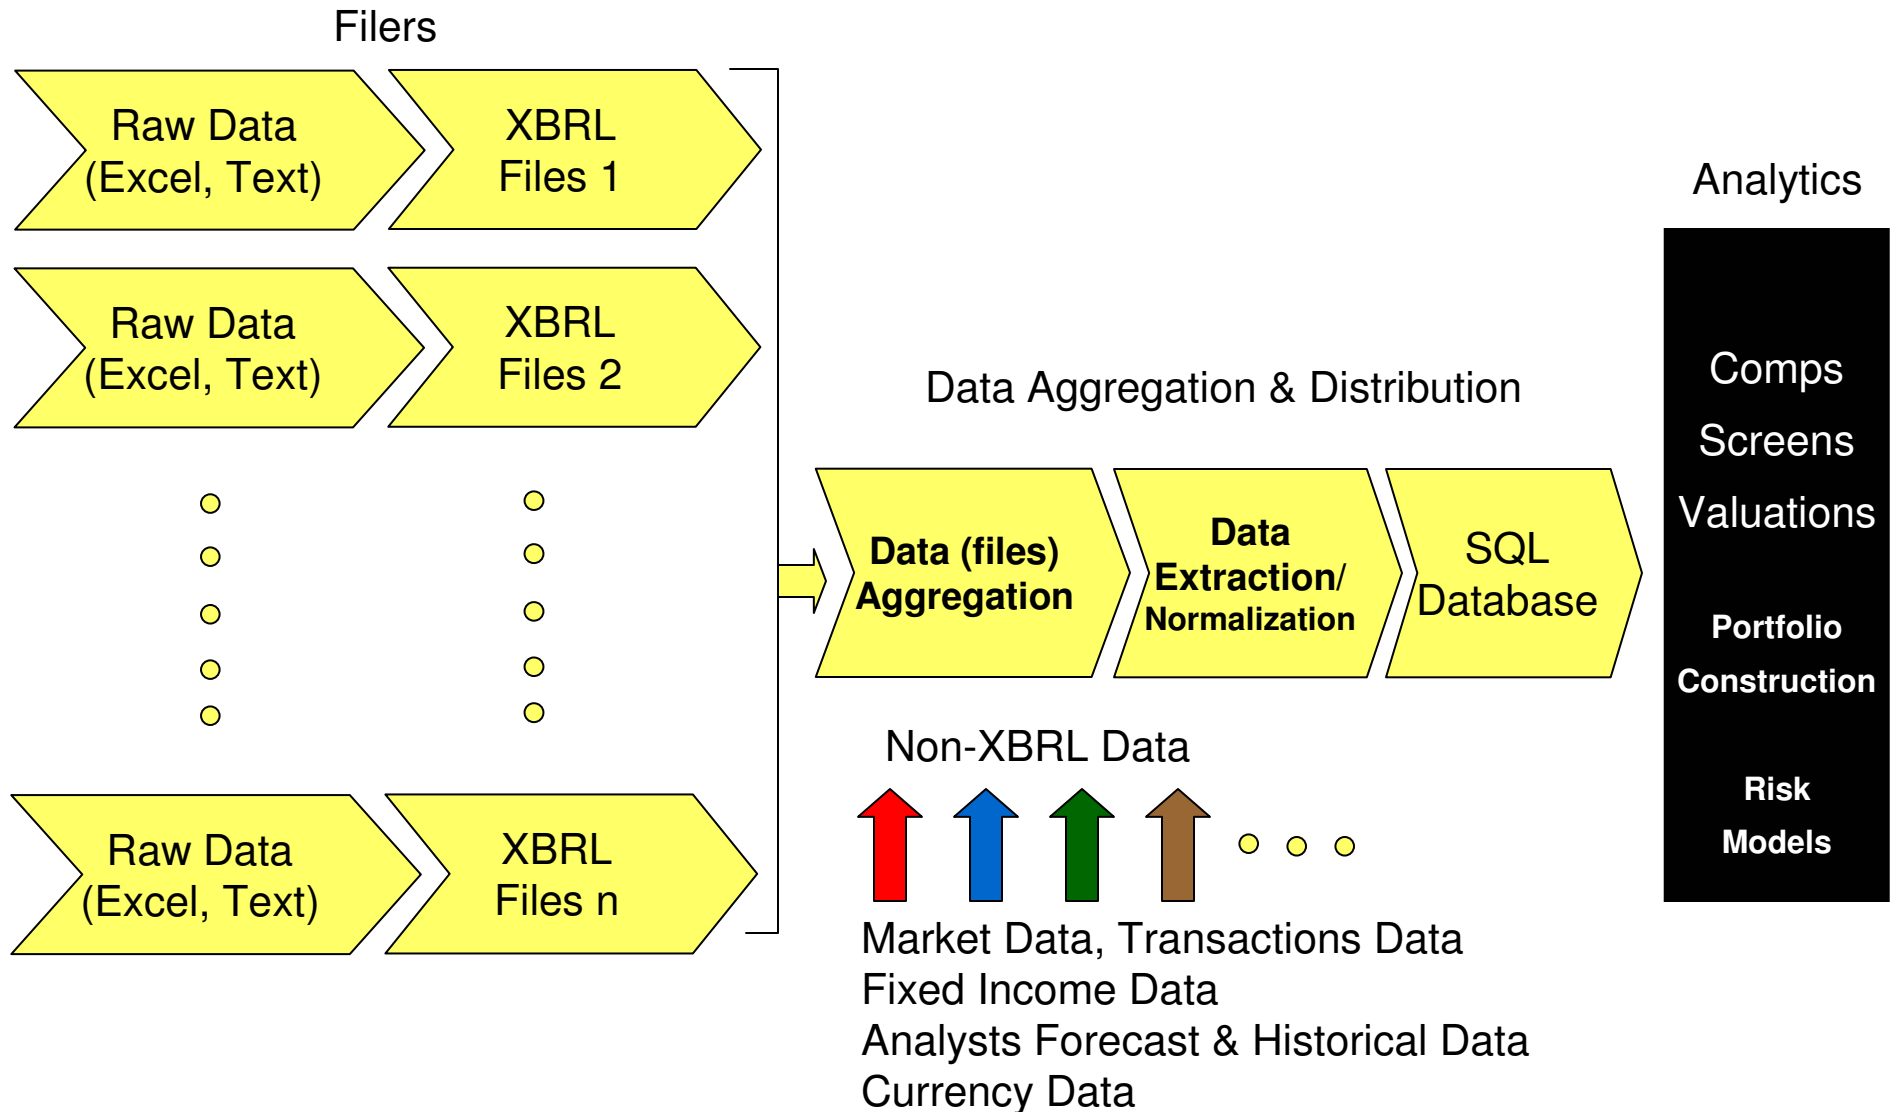 Filers
Raw Data
(Excel, Text)
XBRL
Files 1
Raw Data
(Excel, Text)
XBRL
Files 2
Raw Data
(Excel, Text)
XBRL
Files n
Data Aggregation & Distribution
Data (files)
Aggregation
Data
Extraction/
Normalization
SQL
Database
Non-XBRL Data
Market Data, Transactions Data
Fixed Income Data
Analysts Forecast & Historical Data
Currency Data
Analytics
Comps
Screens
Valuations
Portfolio
Construction
Risk
Models